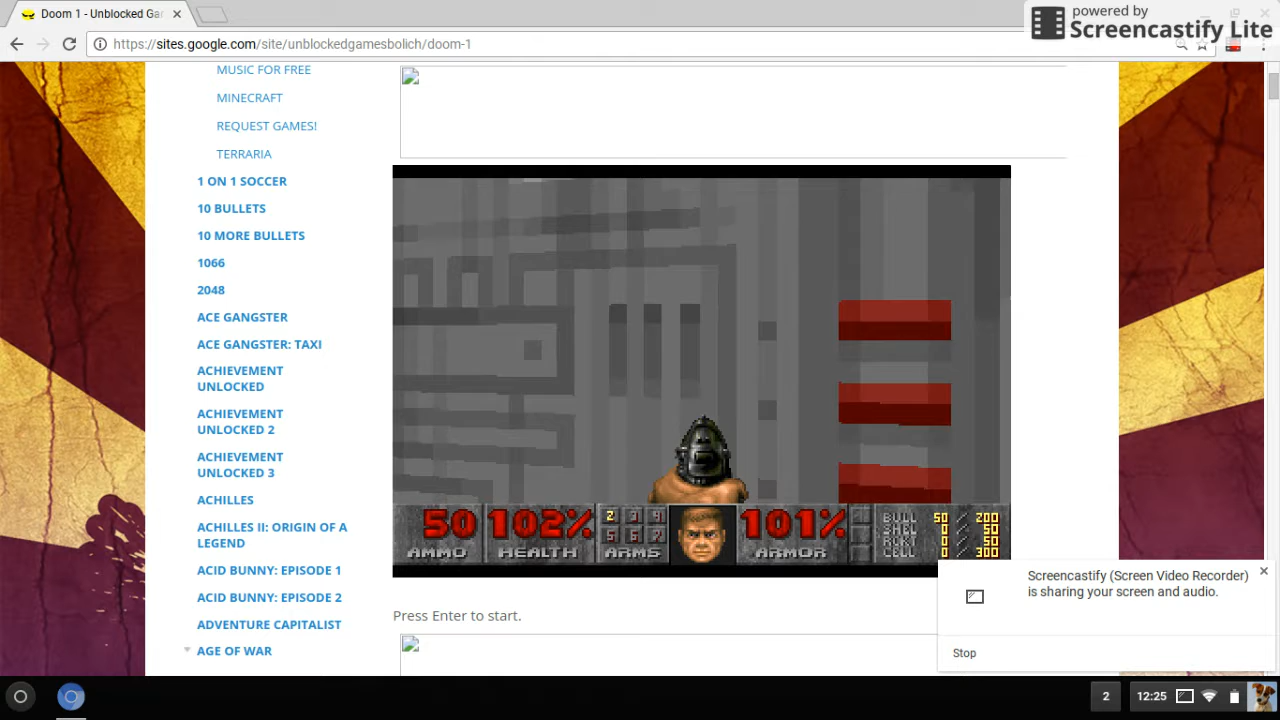 Doom 1 - Unblocked Ga
powered by
Screencastify Lite
https://sites.google.com/site/unblockedgamesbolich/doom-1
MUSIC FOR FREE
MINECRAFT
REQUEST GAMES!
TERRARIA
1 ON 1 SOCCER
10 BULLETS
10 MORE BULLETS
1066
2048
ACE GANGSTER
ACE GANGSTER: TAXI
ACHIEVEMENT
UNLOCKED
ACHIEVEMENT
UNLOCKED 2
ACHIEVEMENT
UNLOCKED 3
ACHILLES
ACHILLES II: ORIGIN OF A
LEGEND
ACID BUNNY: EPISODE 1
ACID BUNNY: EPISODE 2
ADVENTURE CAPITALIST
AGE OF WAR
50 102% 2 3 4 101%
5 6 7
AMMO HEALTH ARMS ARMOR
BULL 50 / 200
SHEL 0 / 50
RCKT 0 / 50
CELL 0 / 300
Press Enter to start.
Screencastify (Screen Video Recorder)
is sharing your screen and audio.
Stop
2 12:25